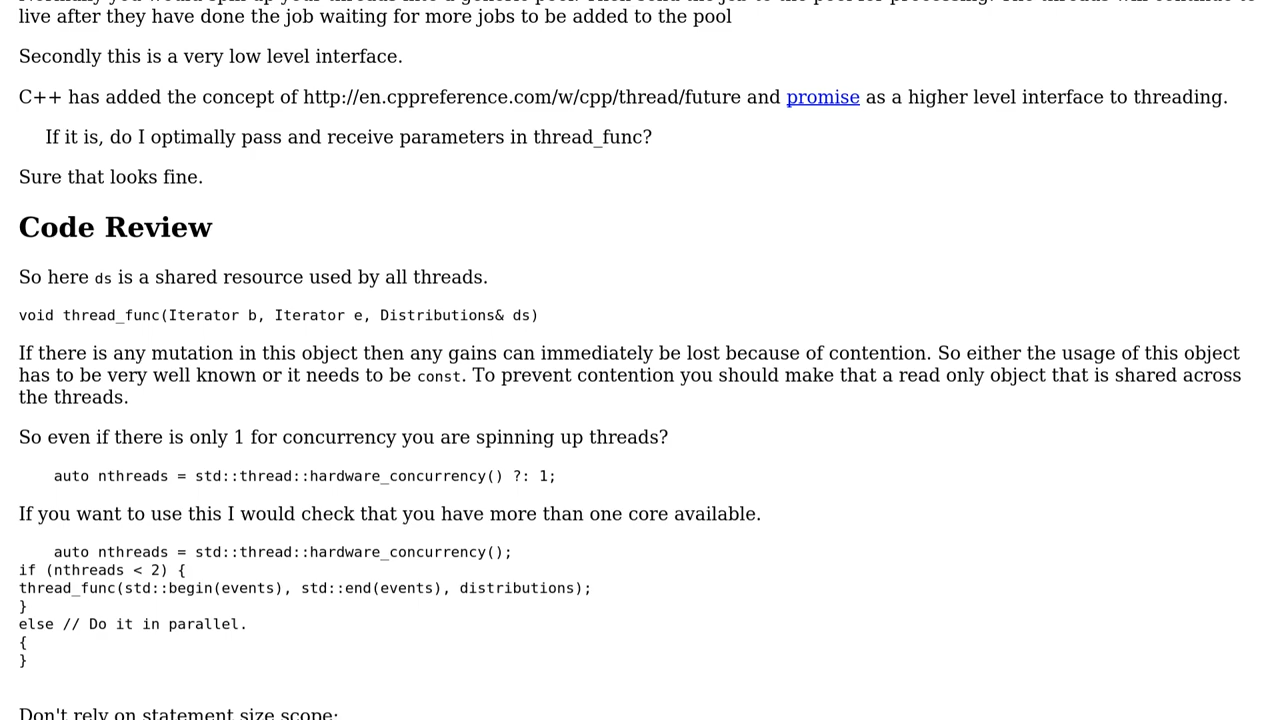 live after they have done the job waiting for more jobs to be added to the pool
Secondly this is a very low level interface.
C++ has added the concept of http://en.cppreference.com/w/cpp/thread/future and promise as a higher level interface to threading.
If it is, do I optimally pass and receive parameters in thread_func?
Sure that looks fine.
Code Review
So here ds is a shared resource used by all threads.
void thread_func(Iterator b, Iterator e, Distributions& ds)
If there is any mutation in this object then any gains can immediately be lost because of contention. So either the usage of this object
has to be very well known or it needs to be const. To prevent contention you should make that a read only object that is shared across
the threads.
So even if there is only 1 for concurrency you are spinning up threads?
auto nthreads = std::thread::hardware_concurrency() ?: 1;
If you want to use this I would check that you have more than one core available.
auto nthreads = std::thread::hardware_concurrency();
if (nthreads < 2) {
thread_func(std::begin(events), std::end(events), distributions);
}
else // Do it in parallel.
{
}
Don't rely on statement size scope: